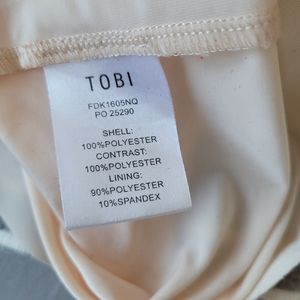 TOBI
FDK1605NQ
PO 25290
SHELL:
100%POLYESTER
CONTRAST:
100%POLYESTER
LINING:
90%POLYESTER
10%SPANDEX